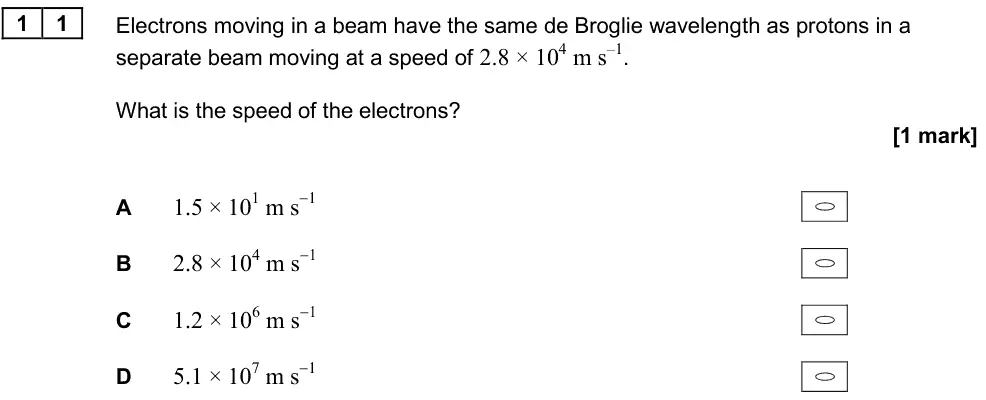 1 1 Electrons moving in a beam have the same de Broglie wavelength as protons in a
separate beam moving at a speed of 2.8 × 10⁴ m s⁻¹.
What is the speed of the electrons?
[1 mark]
A 1.5 × 10¹ m s⁻¹
B 2.8 × 10⁴ m s⁻¹
C 1.2 × 10⁶ m s⁻¹
D 5.1 × 10⁷ m s⁻¹